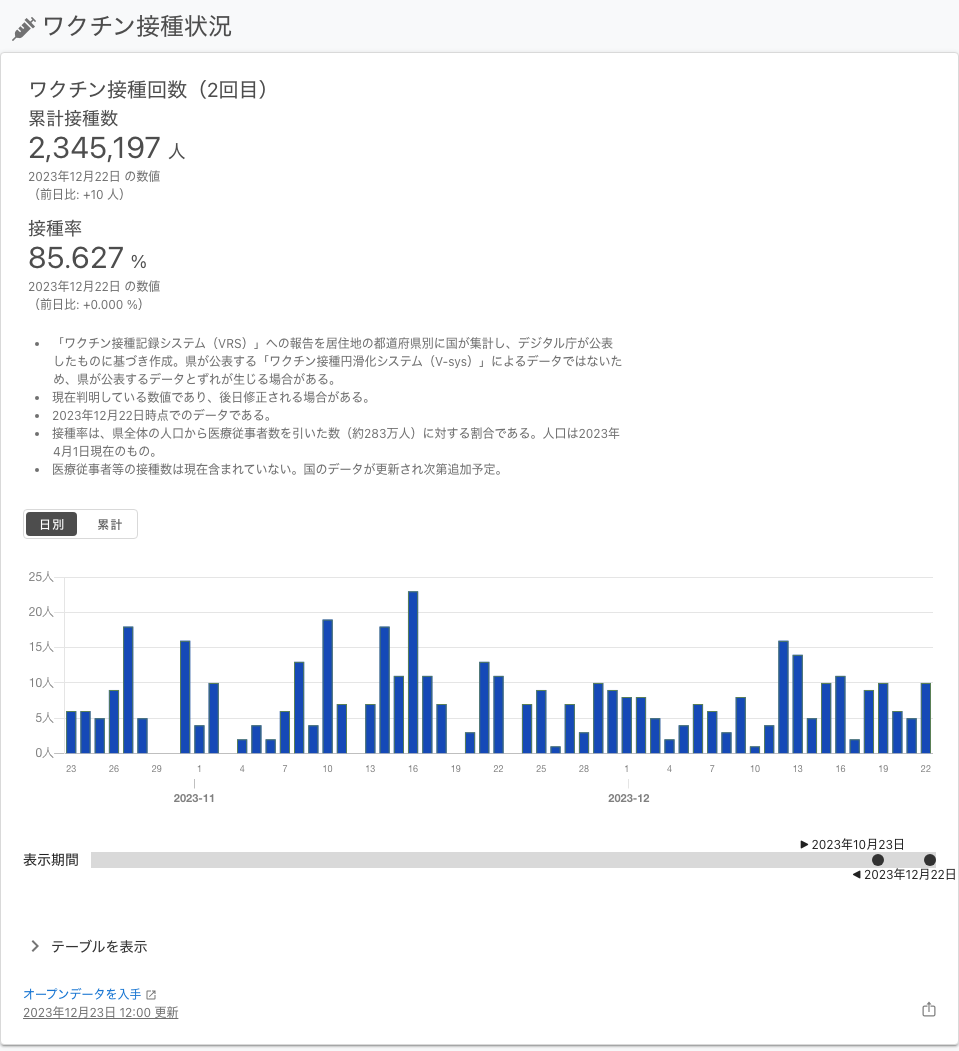 ワクチン接種状況
ワクチン接種回数（2回目）
累計接種数
2,345,197 人
2023年12月22日 の数値
（前日比: +10 人）
接種率
85.627 %
2023年12月22日 の数値
（前日比: +0.000 %）
• 「ワクチン接種記録システム（VRS）」への報告を居住地の都道府県別に国が集計し、デジタル庁が公表
したものに基づき作成。県が公表する「ワクチン接種円滑化システム（V-sys）」によるデータではないた
め、県が公表するデータとずれが生じる場合がある。
• 現在判明している数値であり、後日修正される場合がある。
• 2023年12月22日時点でのデータである。
• 接種率は、県全体の人口から医療従事者数を引いた数（約283万人）に対する割合である。人口は2023年
4月1日現在のもの。
• 医療従事者等の接種数は現在含まれていない。国のデータが更新され次第追加予定。
日別 累計
25人
20人
15人
10人
5人
0人
23 26 29 1 4 7 10 13 16 19 22 25 28 1 4 7 10 13 16 19 22
2023-11 2023-12
▶ 2023年10月23日
表示期間
◀ 2023年12月22日
テーブルを表示
オープンデータを入手
2023年12月23日 12:00 更新